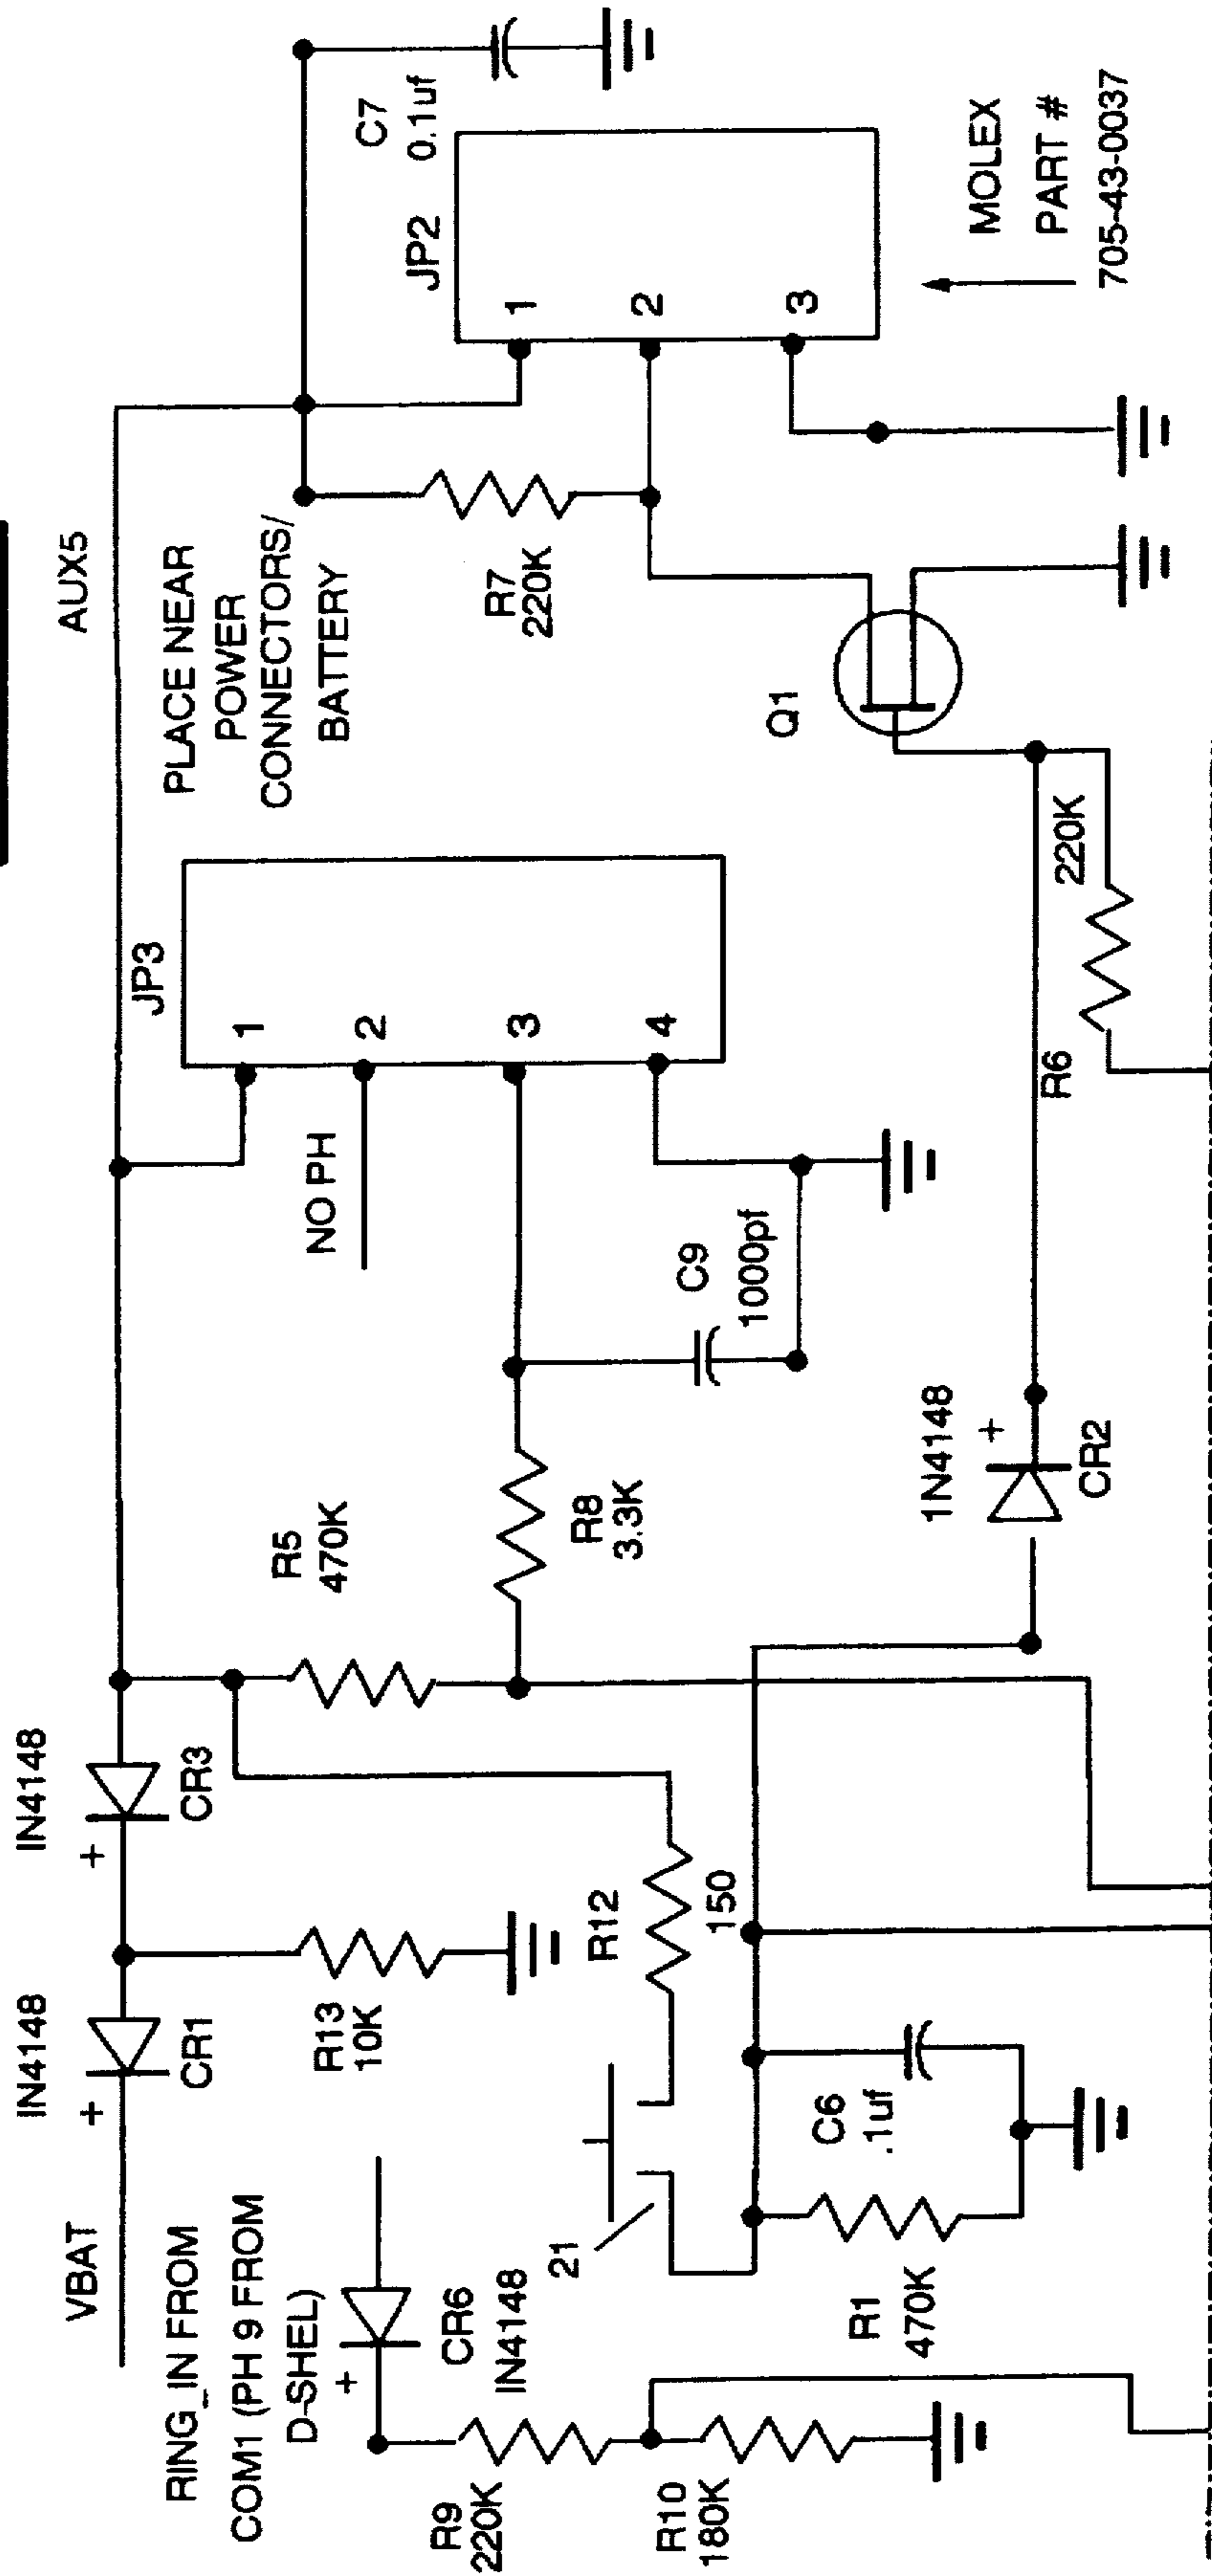 AUX5
PLACE NEAR
POWER
CONNECTORS/
BATTERY
C7
0.1uf
JP2
1
2
3
MOLEX
PART #
705-43-0037
R7
220K
Q1
JP3
1
2
3
4
NO PH
C9
1000pf
220K
R6
1N4148
+
CR2
R5
470K
R8
3.3K
IN4148
+
CR3
IN4148
+
CR1
VBAT
R13
10K
R12
150
RING_IN FROM
COM1 (PH 9 FROM
D-SHEL)
+
CR6
IN4148
21
C6
.1uf
R1
470K
R9
220K
R10
180K